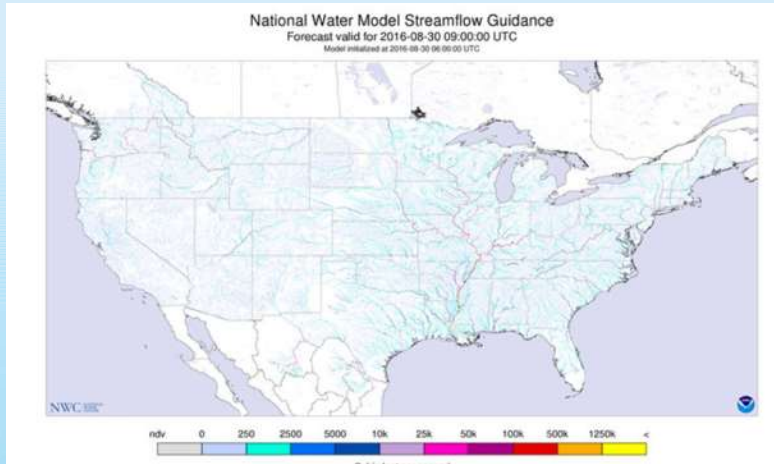 National Water Model Streamflow Guidance
Forecast valid for 2016-08-30 09:00:00 UTC
Model initialized at 2016-08-30 06:00:00 UTC
NWC
ndv 0 250 2500 5000 10k 25k 50k 100k 500k 1250k <